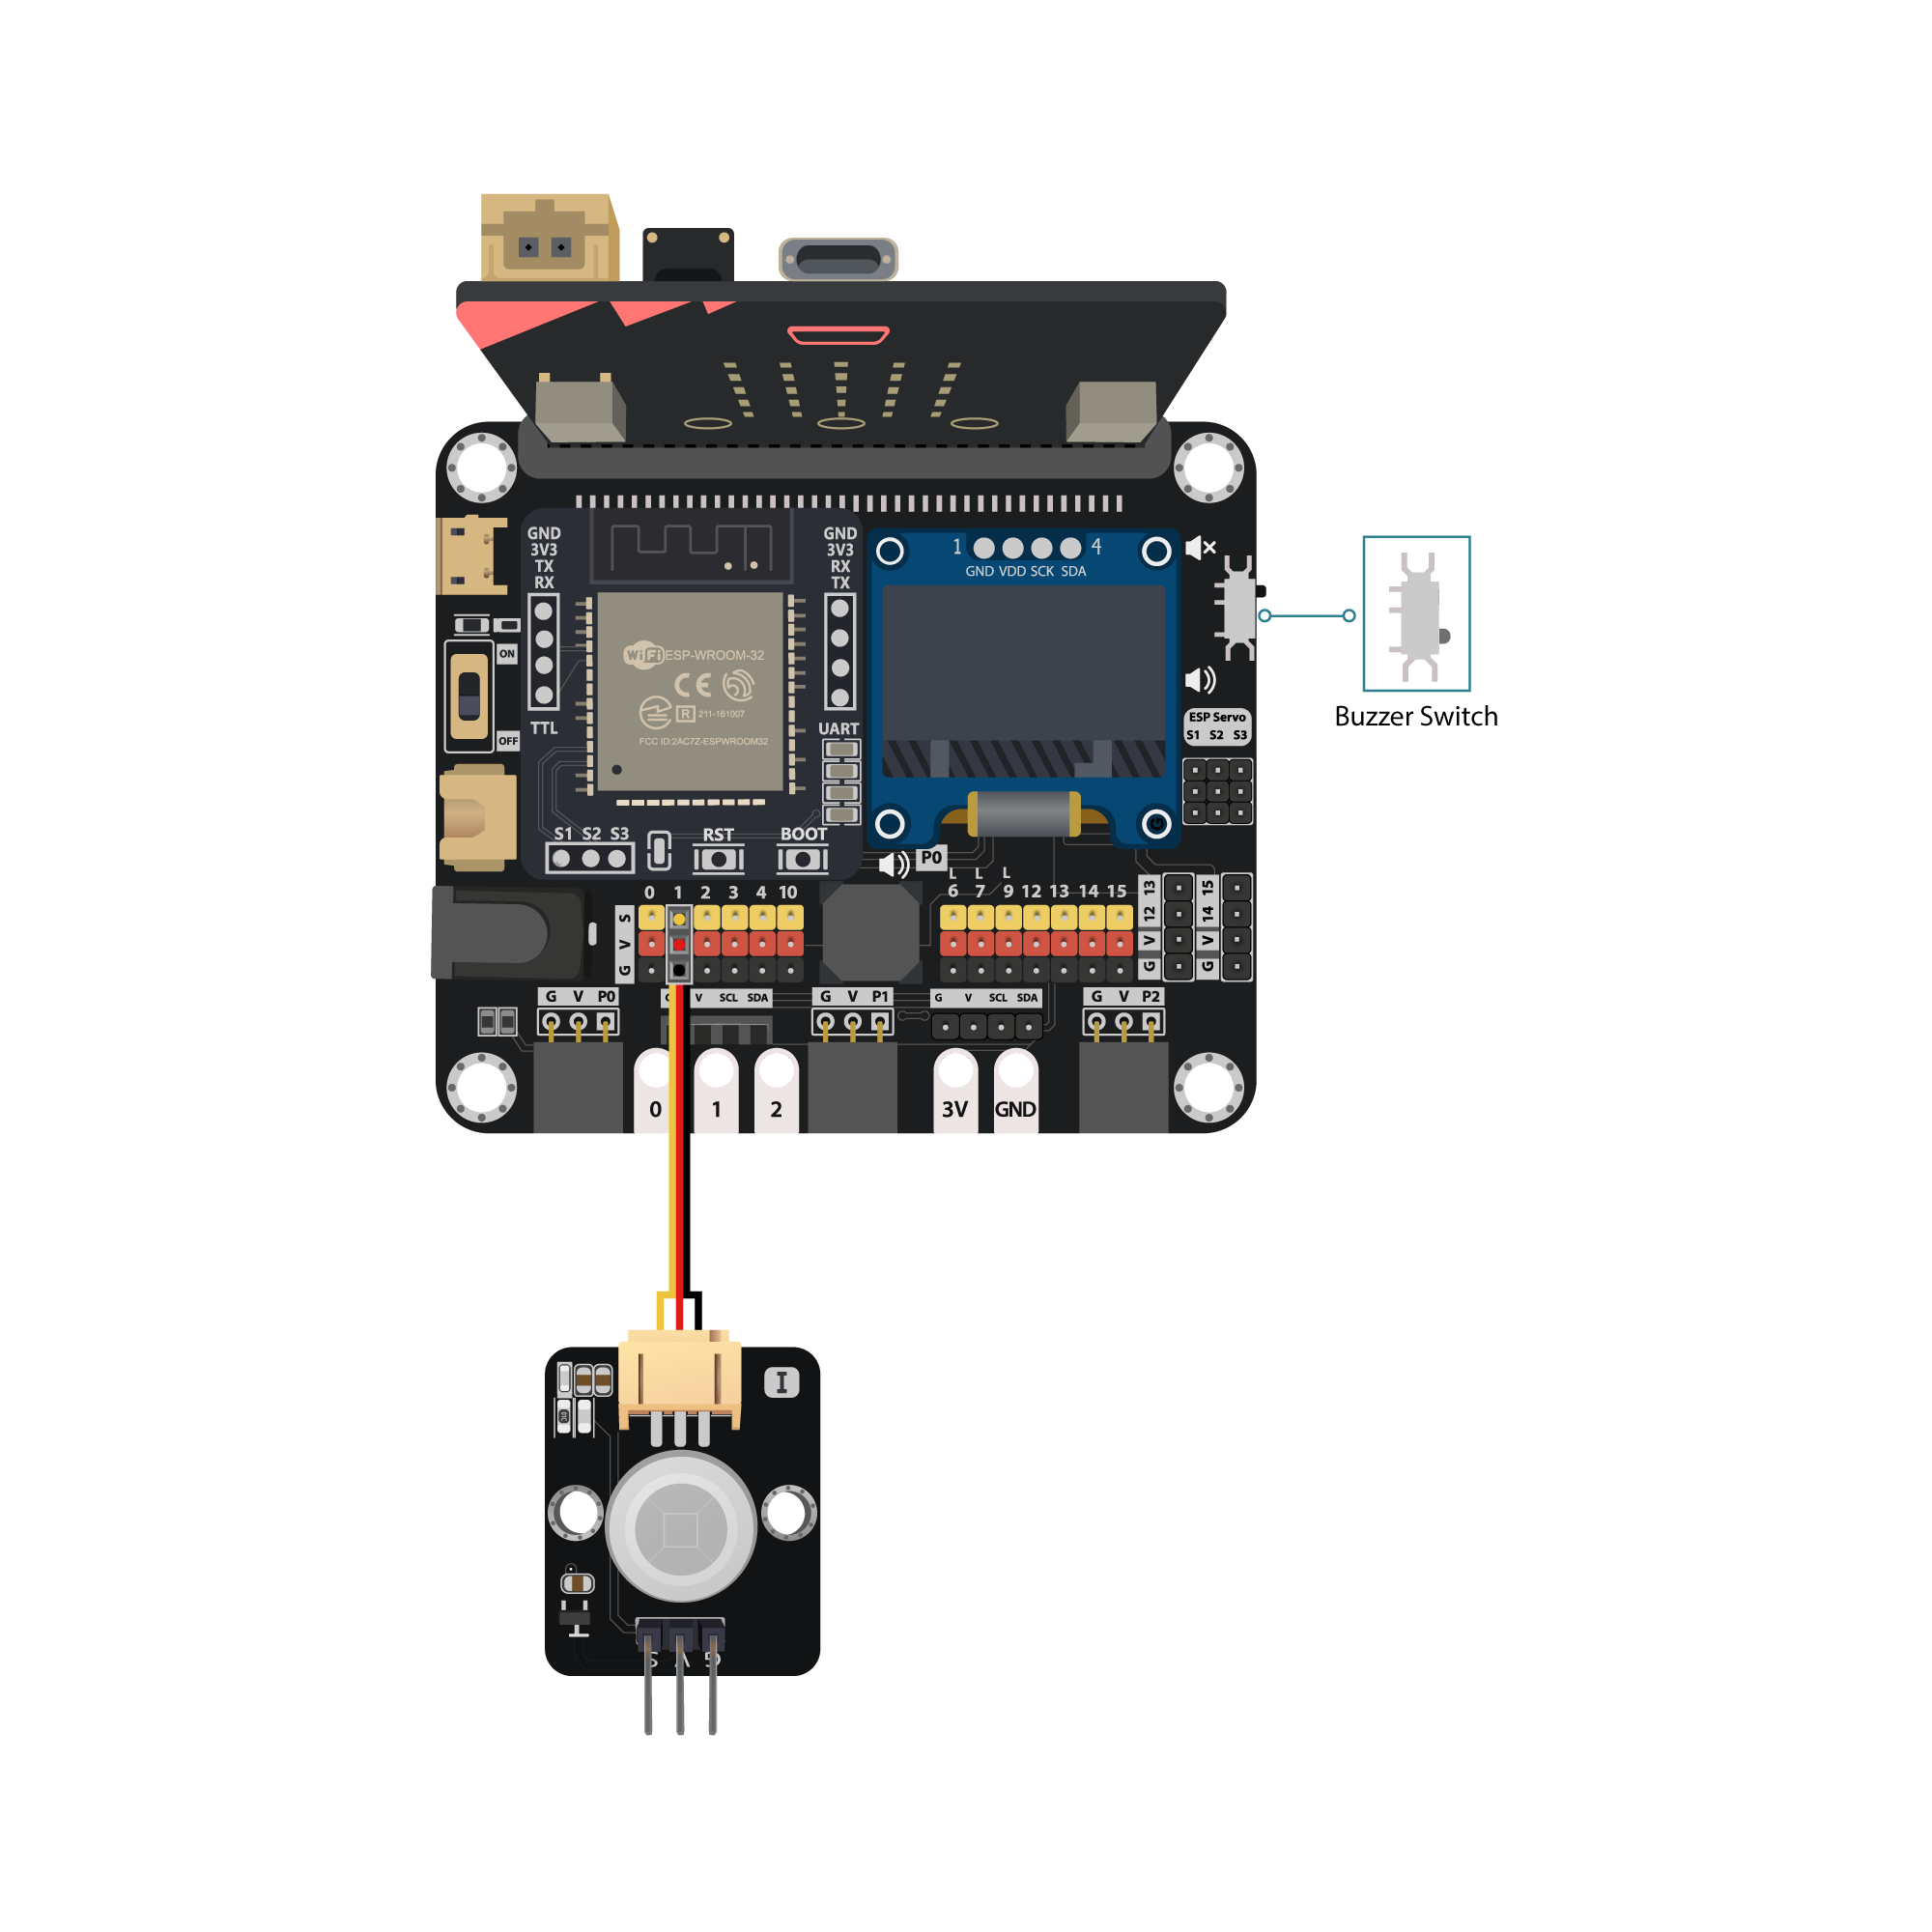 GND
3V3
TX
RX
GND
3V3
RX
TX
1 4
GND VDD SCK SDA
WiFi ESP-WROOM-32
CE
R 211-161007
FCC ID:2AC7Z-ESPWROOM32
ON
OFF
TTL
UART
Buzzer Switch
ESP Servo
S1 S2 S3
S1 S2 S3
RST
BOOT
P0
L L L
0 1 2 3 4 10
6 7 9 12 13 14 15
S
V
G
13
12
V
G
15
14
V
G
G V P0
V SCL SDA
G V P1
G V SCL SDA
G V P2
0 1 2 3V GND
I
S V G